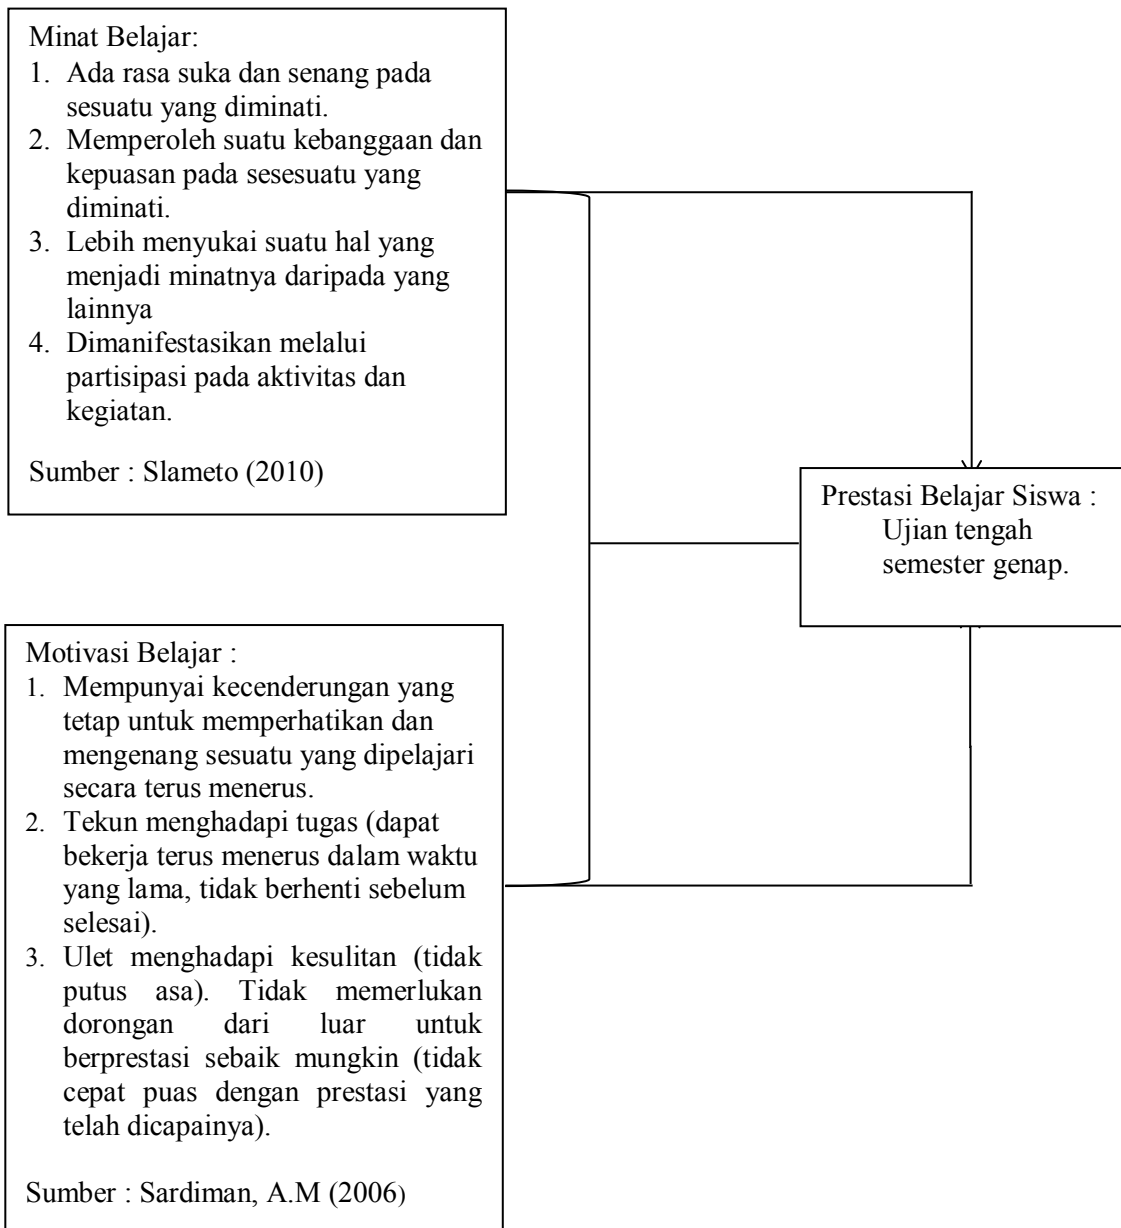 Minat Belajar:
1. Ada rasa suka dan senang pada
sesuatu yang diminati.
2. Memperoleh suatu kebanggaan dan
kepuasan pada sesesuatu yang
diminati.
3. Lebih menyukai suatu hal yang
menjadi minatnya daripada yang
lainnya
4. Dimanifestasikan melalui
partisipasi pada aktivitas dan
kegiatan.
Sumber : Slameto (2010)
Prestasi Belajar Siswa :
Ujian tengah
semester genap.
Motivasi Belajar :
1. Mempunyai kecenderungan yang
tetap untuk memperhatikan dan
mengenang sesuatu yang dipelajari
secara terus menerus.
2. Tekun menghadapi tugas (dapat
bekerja terus menerus dalam waktu
yang lama, tidak berhenti sebelum
selesai).
3. Ulet menghadapi kesulitan (tidak
putus asa). Tidak memerlukan
dorongan dari luar untuk
berprestasi sebaik mungkin (tidak
cepat puas dengan prestasi yang
telah dicapainya).
Sumber : Sardiman, A.M (2006)